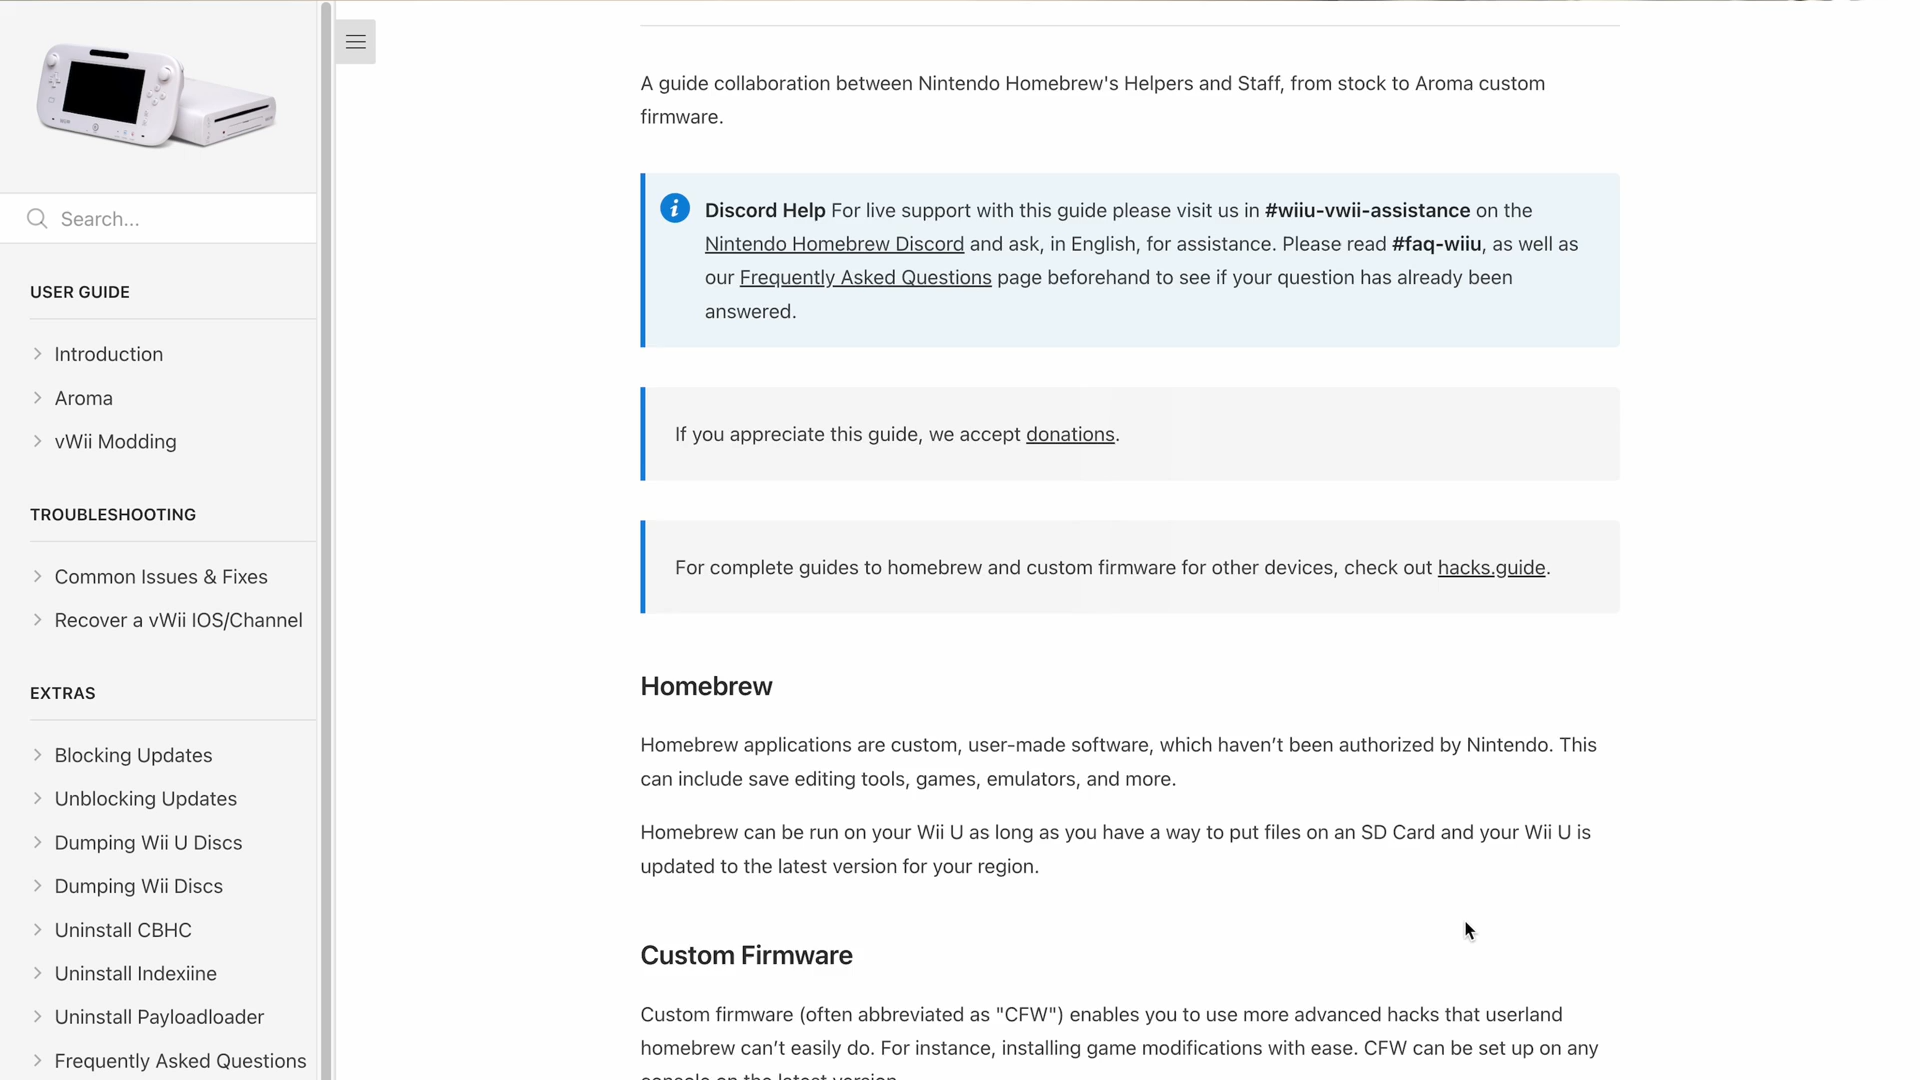 Search...
USER GUIDE
Introduction
Aroma
vWii Modding
TROUBLESHOOTING
Common Issues & Fixes
Recover a vWii IOS/Channel
EXTRAS
Blocking Updates
Unblocking Updates
Dumping Wii U Discs
Dumping Wii Discs
Uninstall CBHC
Uninstall Indexiine
Uninstall Payloadloader
Frequently Asked Questions
A guide collaboration between Nintendo Homebrew's Helpers and Staff, from stock to Aroma custom
firmware.
Discord Help For live support with this guide please visit us in #wiiu-vwii-assistance on the
Nintendo Homebrew Discord and ask, in English, for assistance. Please read #faq-wiiu, as well as
our Frequently Asked Questions page beforehand to see if your question has already been
answered.
If you appreciate this guide, we accept donations.
For complete guides to homebrew and custom firmware for other devices, check out hacks.guide.
Homebrew
Homebrew applications are custom, user-made software, which haven’t been authorized by Nintendo. This
can include save editing tools, games, emulators, and more.
Homebrew can be run on your Wii U as long as you have a way to put files on an SD Card and your Wii U is
updated to the latest version for your region.
Custom Firmware
Custom firmware (often abbreviated as "CFW") enables you to use more advanced hacks that userland
homebrew can’t easily do. For instance, installing game modifications with ease. CFW can be set up on any
console on the latest version.